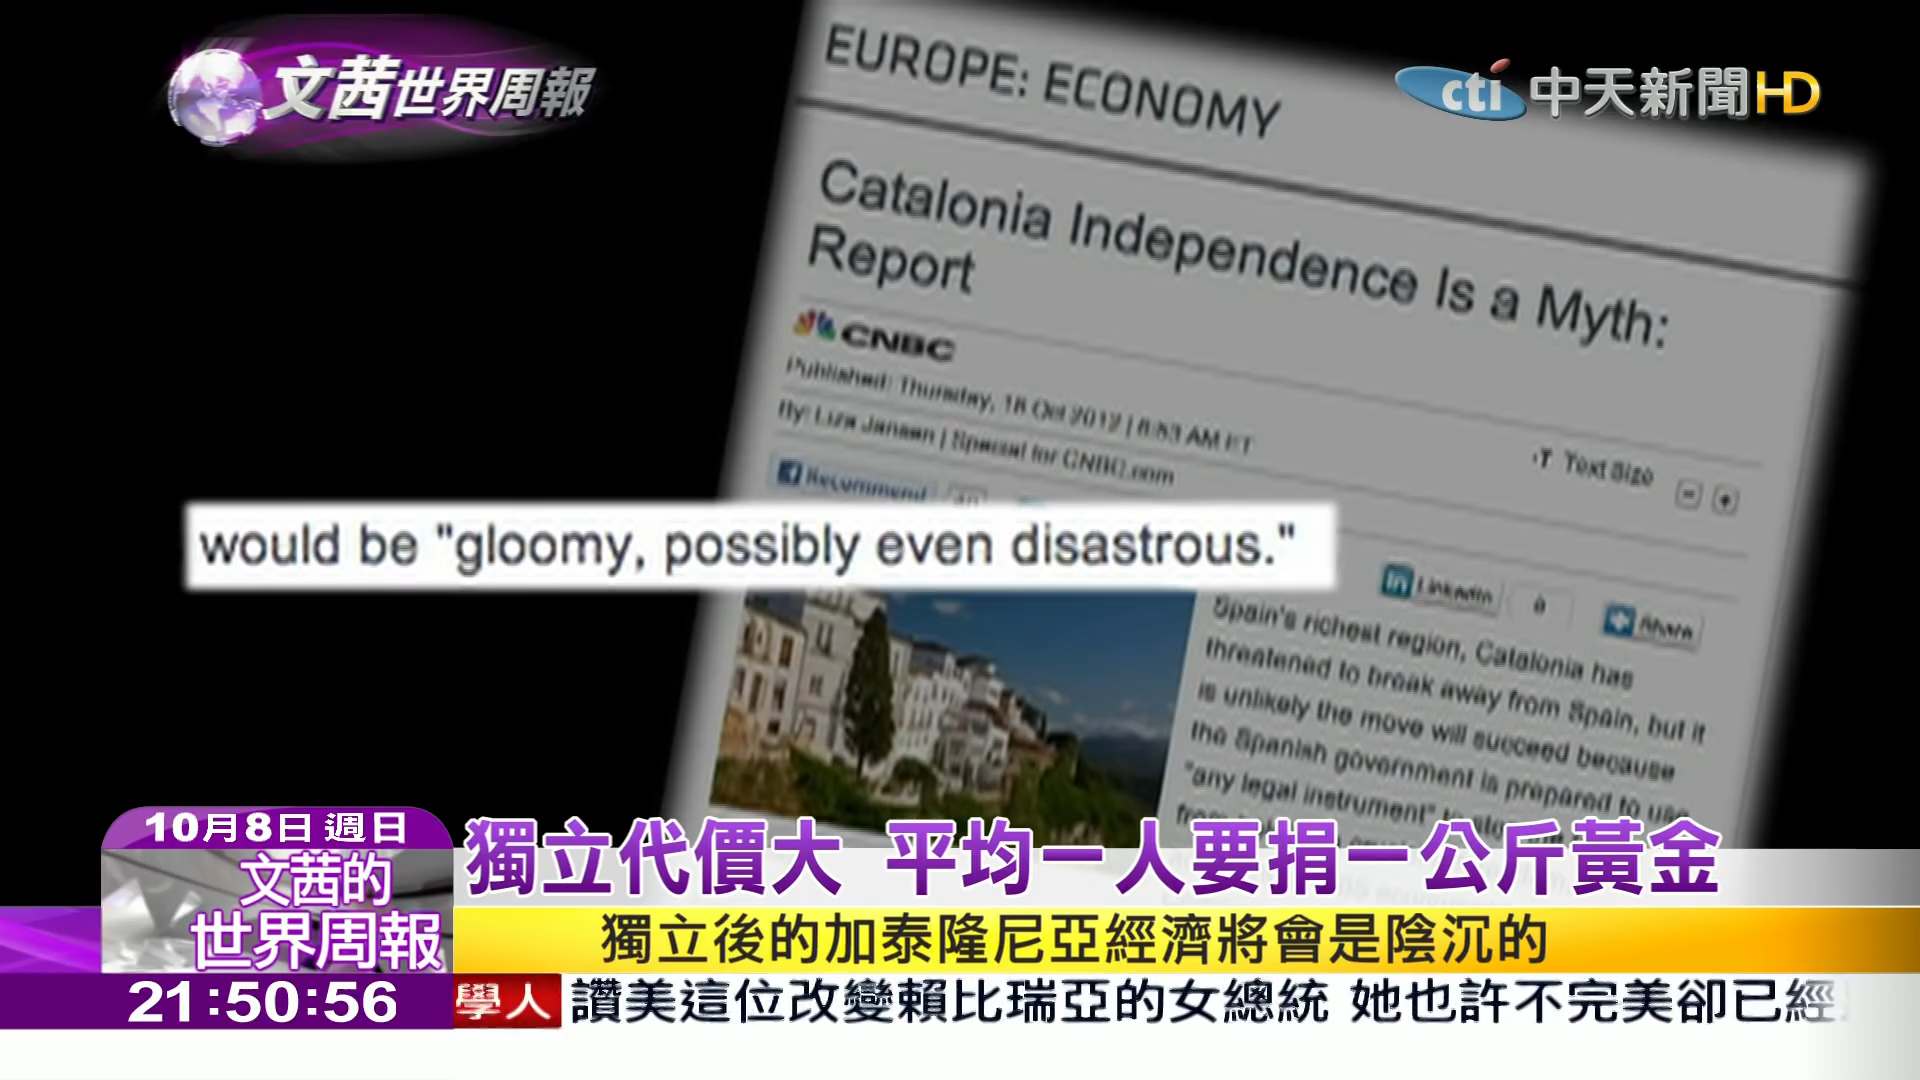 文茜世界周報
cti 中天新聞HD
EUROPE: ECONOMY
Catalonia Independence Is a Myth:
Report
CNBC
Published: Thursday, 18 Oct 2012 | 8:53 AM ET
By: Liza Jansen | Special for CNBC.com
Text Size
Recommend
would be "gloomy, possibly even disastrous."
LinkedIn 0 Share
Spain's richest region, Catalonia has
threatened to break away from Spain, but it
is unlikely the move will succeed because
the Spanish government is prepared to use
"any legal instrument" to
10月8日 週日
文茜的
世界周報
獨立代價大 平均一人要捐一公斤黃金
獨立後的加泰隆尼亞經濟將會是陰沉的
21:50:56
學人 讚美這位改變賴比瑞亞的女總統 她也許不完美卻已經